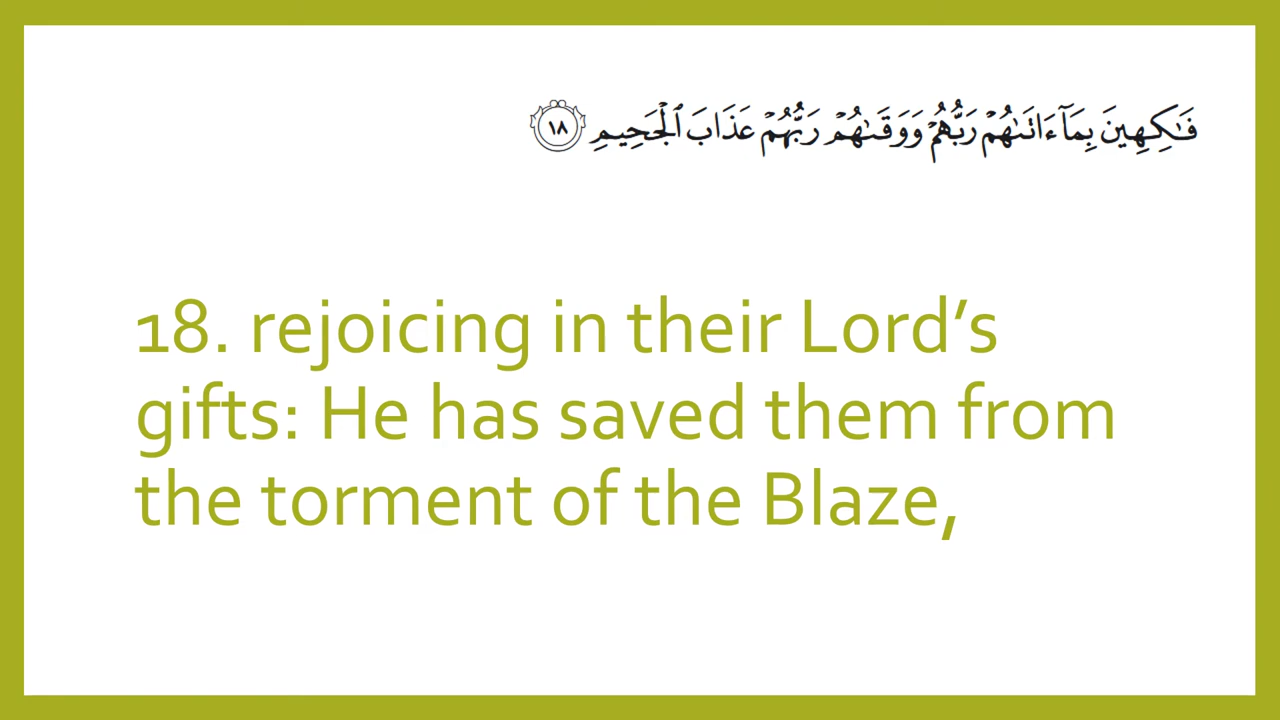 فَـٰكِهِينَ بِمَآ ءَاتَىٰهُمْ رَبُّهُمْ وَوَقَىٰهُمْ رَبُّهُمْ عَذَابَ ٱلْجَحِيمِ ١٨
18. rejoicing in their Lord’s
gifts: He has saved them from
the torment of the Blaze,